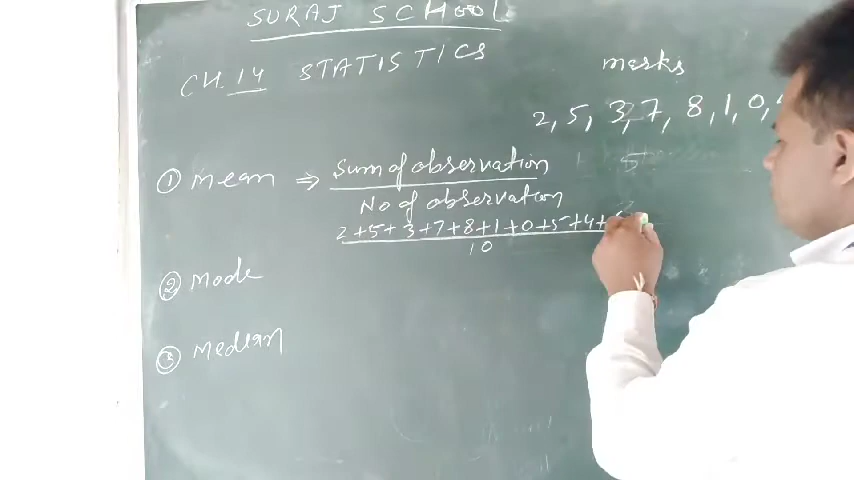 SURAJ SCHOOL
CH. 14 STATISTICS
marks
2, 5, 3, 7, 8, 1, 0,
① mean ⇒ Sum of observation
No of observation
2+5+3+7+8+1+0+5+4+
10
② Mode
③ Median